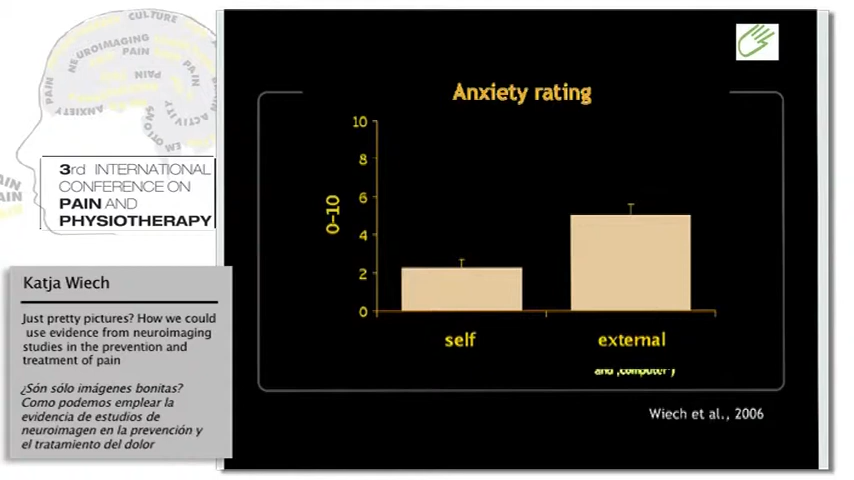 CULTURE
NEUROIMAGING
PAIN
PAIN
PAIN
PAIN
ANXIETY
ACTIVITY
PAIN
AIN
3rd INTERNATIONAL
CONFERENCE ON
PAIN AND
PHYSIOTHERAPY
Katja Wiech
Just pretty pictures? How we could
use evidence from neuroimaging
studies in the prevention and
treatment of pain
¿Són sólo imágenes bonitas?
Como podemos emplear la
evidencia de estudios de
neuroimagen en la prevención y
el tratamiento del dolor
Anxiety rating
10
8
6
4
2
0
0-10
self
external
Wiech et al., 2006